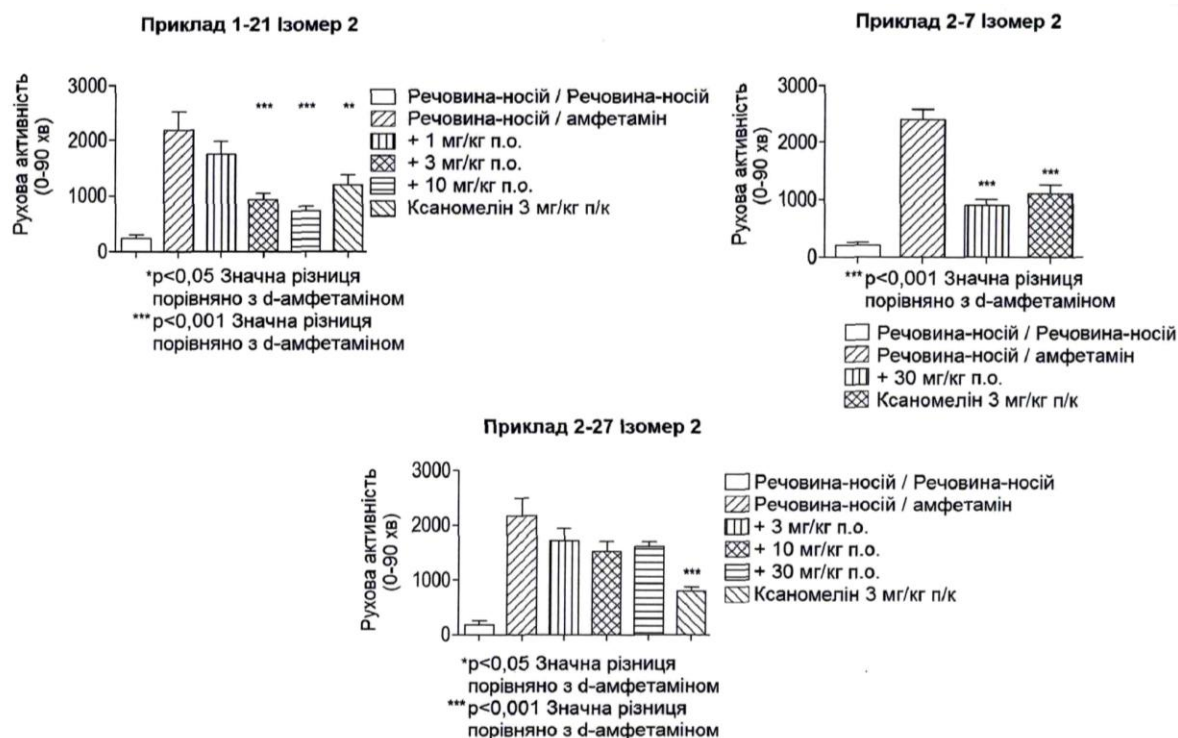 Приклад 1-21 Ізомер 2
Рухова активність
(0-90 хв)
3000
2000
1000
0
***
***
**
Речовина-носій / Речовина-носій
Речовина-носій / амфетамін
+ 1 мг/кг п.о.
+ 3 мг/кг п.о.
+ 10 мг/кг п.о.
Ксаномелін 3 мг/кг п/к
*p<0,05 Значна різниця
порівняно з d-амфетаміном
***p<0,001 Значна різниця
порівняно з d-амфетаміном
Приклад 2-7 Ізомер 2
Рухова активність
(0-90 хв)
3000
2000
1000
0
***
***
***p<0,001 Значна різниця
порівняно з d-амфетаміном
Речовина-носій / Речовина-носій
Речовина-носій / амфетамін
+ 30 мг/кг п.о.
Ксаномелін 3 мг/кг п/к
Приклад 2-27 Ізомер 2
Рухова активність
(0-90 хв)
3000
2000
1000
0
***
Речовина-носій / Речовина-носій
Речовина-носій / амфетамін
+ 3 мг/кг п.о.
+ 10 мг/кг п.о.
+ 30 мг/кг п.о.
Ксаномелін 3 мг/кг п/к
*p<0,05 Значна різниця
порівняно з d-амфетаміном
***p<0,001 Значна різниця
порівняно з d-амфетаміном